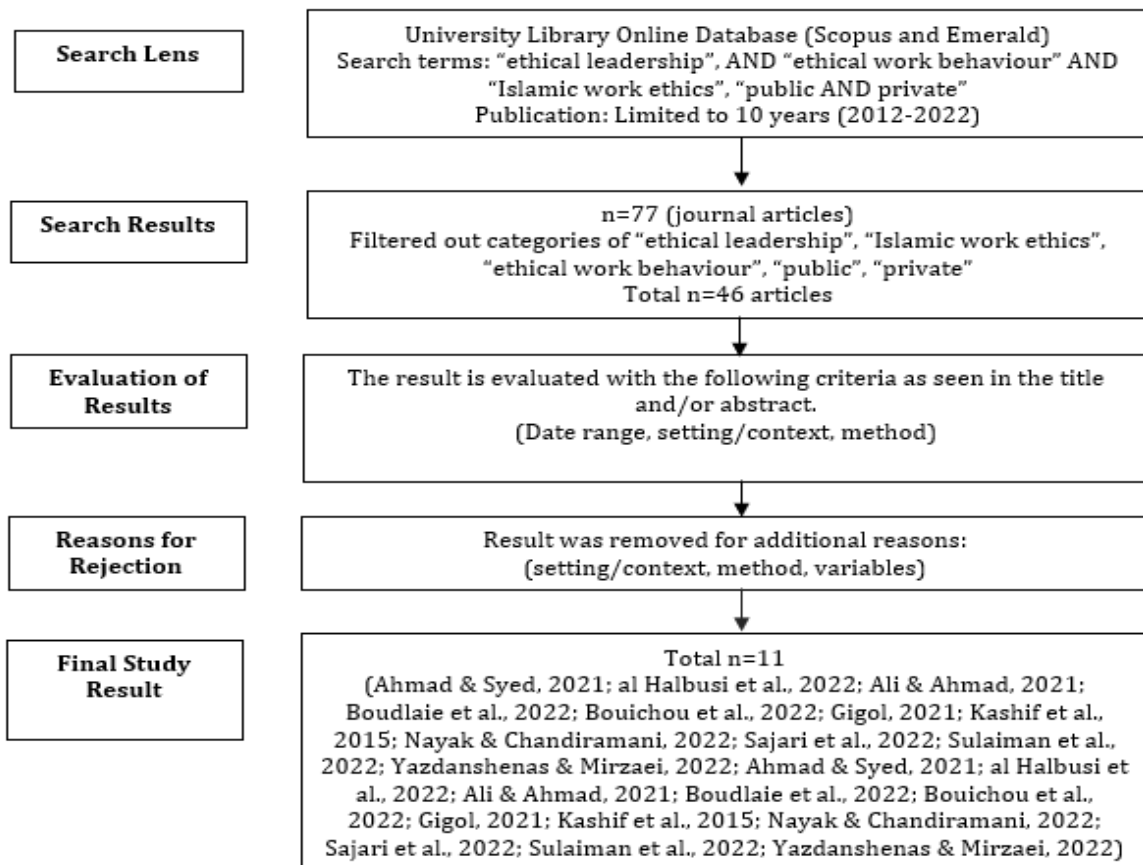 Search Lens
University Library Online Database (Scopus and Emerald)
Search terms: “ethical leadership”, AND “ethical work behaviour” AND
“Islamic work ethics”, “public AND private”
Publication: Limited to 10 years (2012-2022)
Search Results
n=77 (journal articles)
Filtered out categories of “ethical leadership”, “Islamic work ethics”,
“ethical work behaviour”, “public”, “private”
Total n=46 articles
Evaluation of
Results
The result is evaluated with the following criteria as seen in the title
and/or abstract.
(Date range, setting/context, method)
Reasons for
Rejection
Result was removed for additional reasons:
(setting/context, method, variables)
Final Study
Result
Total n=11
(Ahmad & Syed, 2021; al Halbusi et al., 2022; Ali & Ahmad, 2021;
Boudlaie et al., 2022; Bouichou et al., 2022; Gigol, 2021; Kashif et al.,
2015; Nayak & Chandiramani, 2022; Sajari et al., 2022; Sulaiman et al.,
2022; Yazdanshenas & Mirzaei, 2022; Ahmad & Syed, 2021; al Halbusi et
al., 2022; Ali & Ahmad, 2021; Boudlaie et al., 2022; Bouichou et al.,
2022; Gigol, 2021; Kashif et al., 2015; Nayak & Chandiramani, 2022;
Sajari et al., 2022; Sulaiman et al., 2022; Yazdanshenas & Mirzaei, 2022)